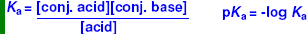 Ka = [conj. acid][conj. base]
[acid]
pKa = -log Ka